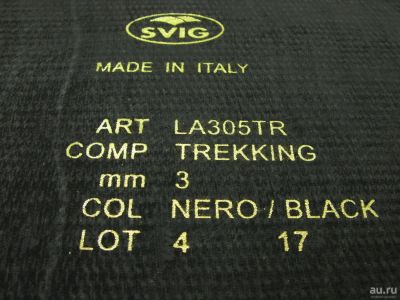 SVIG
MADE IN ITALY
ART LA305TR
COMP TREKKING
mm 3
COL NERO / BLACK
LOT 4 17
au.ru